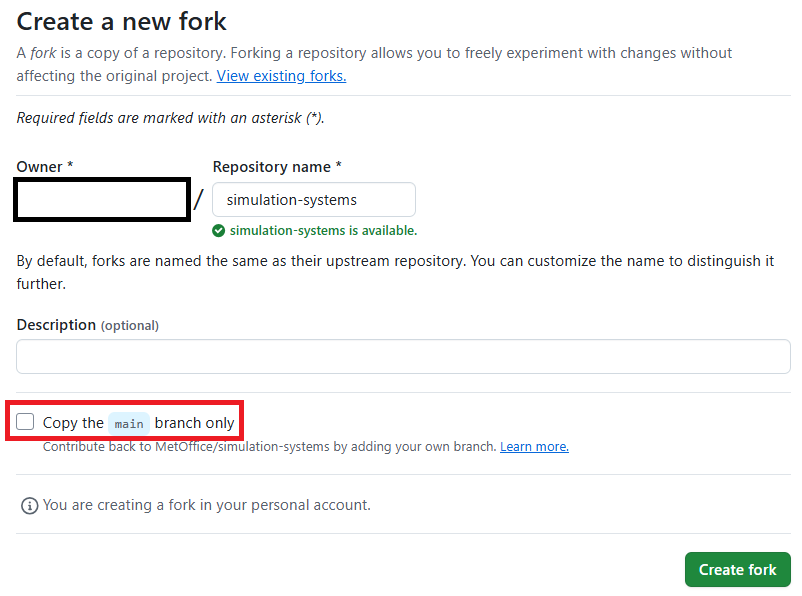 Create a new fork
A fork is a copy of a repository. Forking a repository allows you to freely experiment with changes without
affecting the original project. View existing forks.
Required fields are marked with an asterisk (*).
Owner *
Repository name *
/
simulation-systems
simulation-systems is available.
By default, forks are named the same as their upstream repository. You can customize the name to distinguish it
further.
Description (optional)
Copy the main branch only
Contribute back to MetOffice/simulation-systems by adding your own branch. Learn more.
You are creating a fork in your personal account.
Create fork